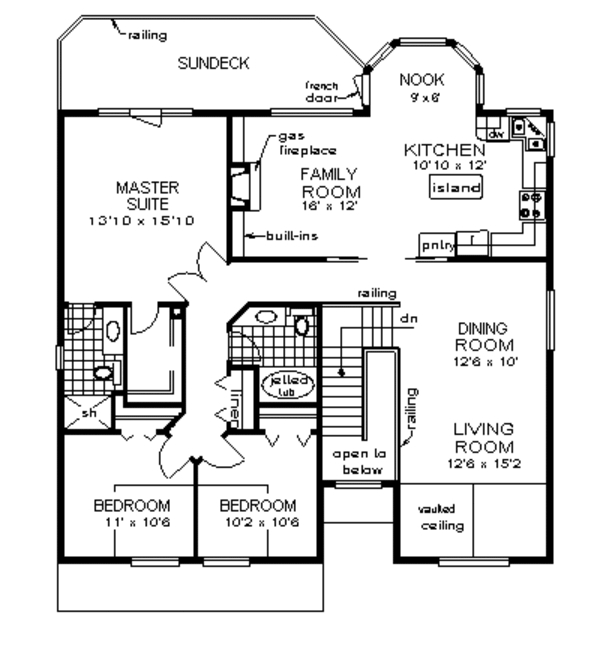 railing
SUNDECK
french
door
NOOK
9' x 6'
gas
fireplace
dw
KITCHEN
10'10 x 12'
island
FAMILY
ROOM
16' x 12'
MASTER
SUITE
13'10 x 15'10
built-ins
pntry
railing
dn
DINING
ROOM
12'6 x 10'
jetted
tub
linen
sh
railing
LIVING
ROOM
12'6 x 15'2
open to
below
BEDROOM
11' x 10'6
BEDROOM
10'2 x 10'6
vaulted
ceiling